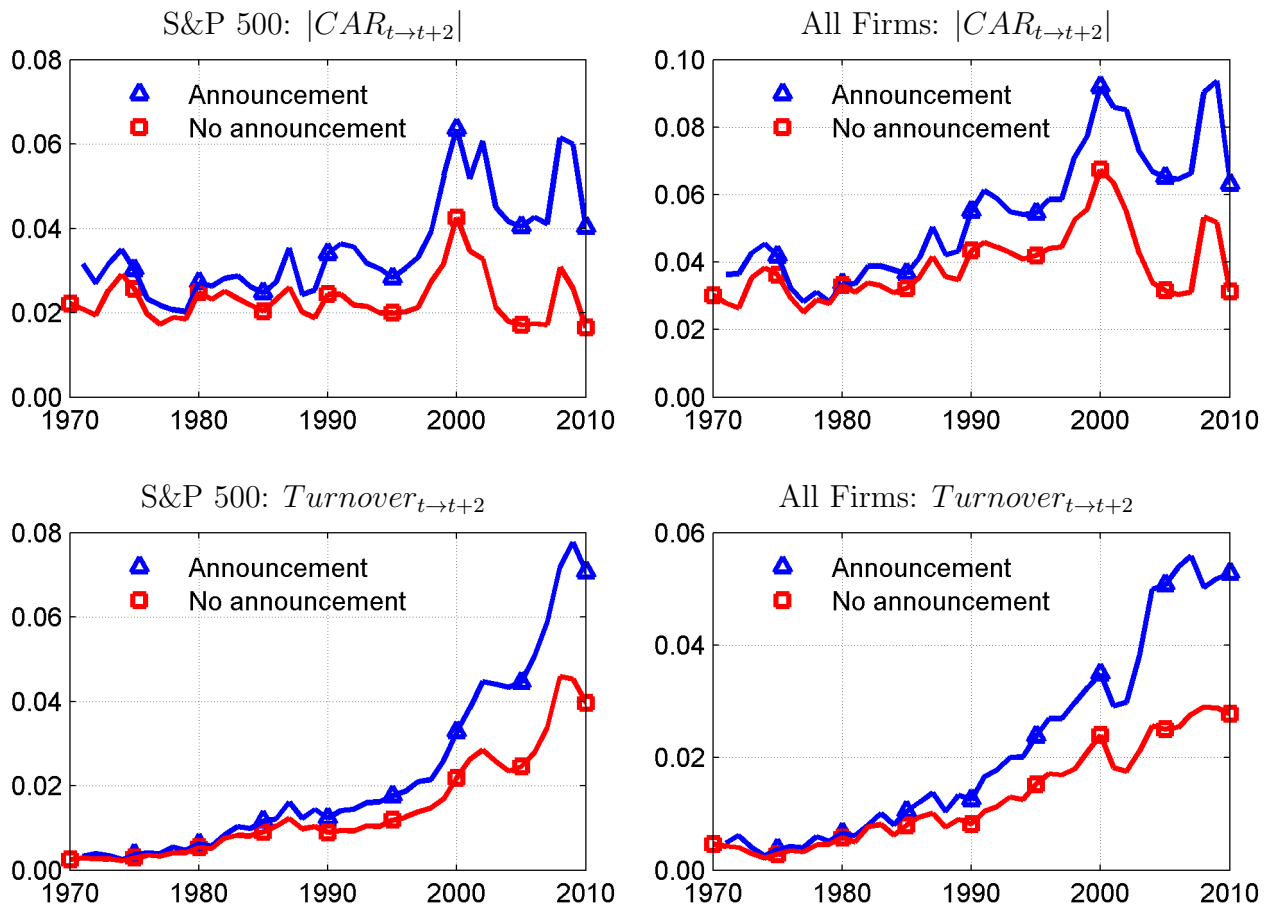 S&P 500: |CAR_{t→t+2}|
0.08
0.06
0.04
0.02
0.00
Announcement
No announcement
1970 1980 1990 2000 2010
All Firms: |CAR_{t→t+2}|
0.10
0.08
0.06
0.04
0.02
0.00
Announcement
No announcement
1970 1980 1990 2000 2010
S&P 500: Turnover_{t→t+2}
0.08
0.06
0.04
0.02
0.00
Announcement
No announcement
1970 1980 1990 2000 2010
All Firms: Turnover_{t→t+2}
0.06
0.04
0.02
0.00
Announcement
No announcement
1970 1980 1990 2000 2010